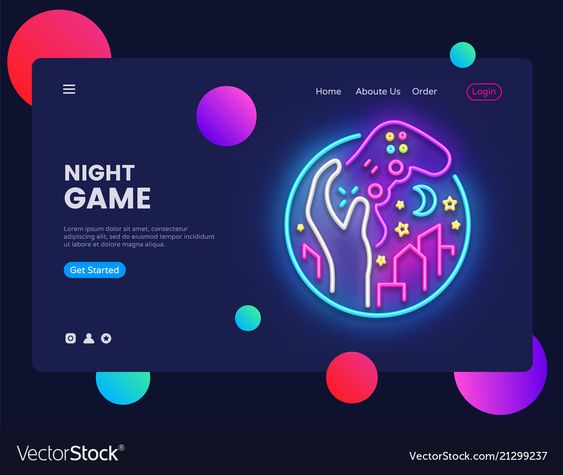 Home Aboute Us Order Login
NIGHT
GAME
Lorem ipsum dolor sit amet, consectetur
adipiscing elit, sed do eiusmod tempor incididunt
ut labore et dolore magna aliqua.
Get Started
VectorStock®
VectorStock.com/21299237